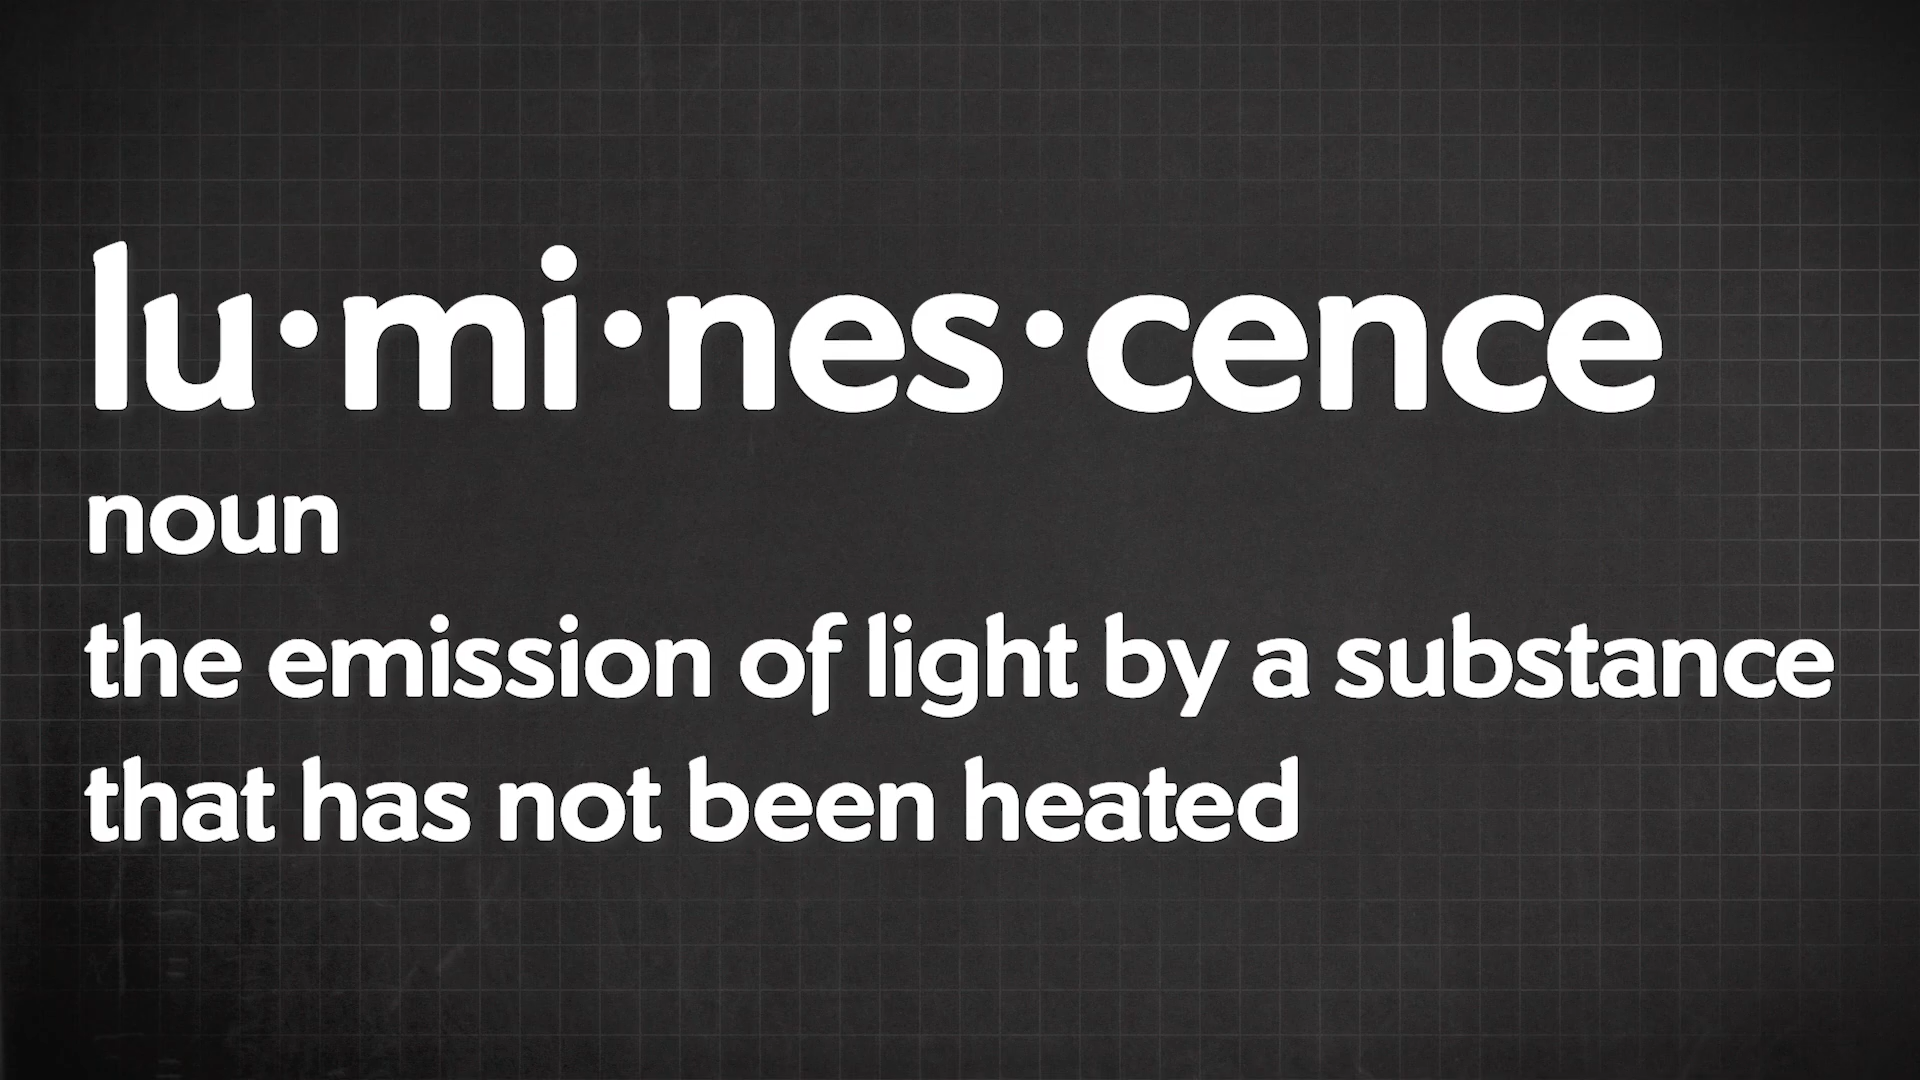 lu·mi·nes·cence
noun
the emission of light by a substance
that has not been heated